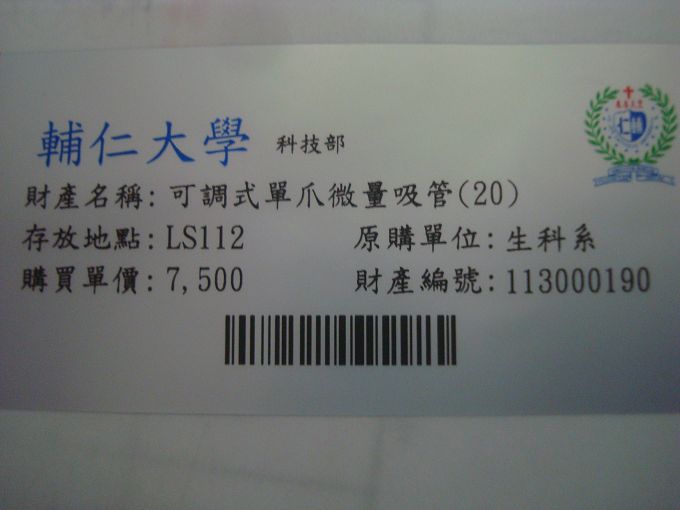 輔仁大學 科技部
財產名稱: 可調式單爪微量吸管(20)
存放地點: LS112 原購單位: 生科系
購買單價: 7,500 財產編號: 113000190